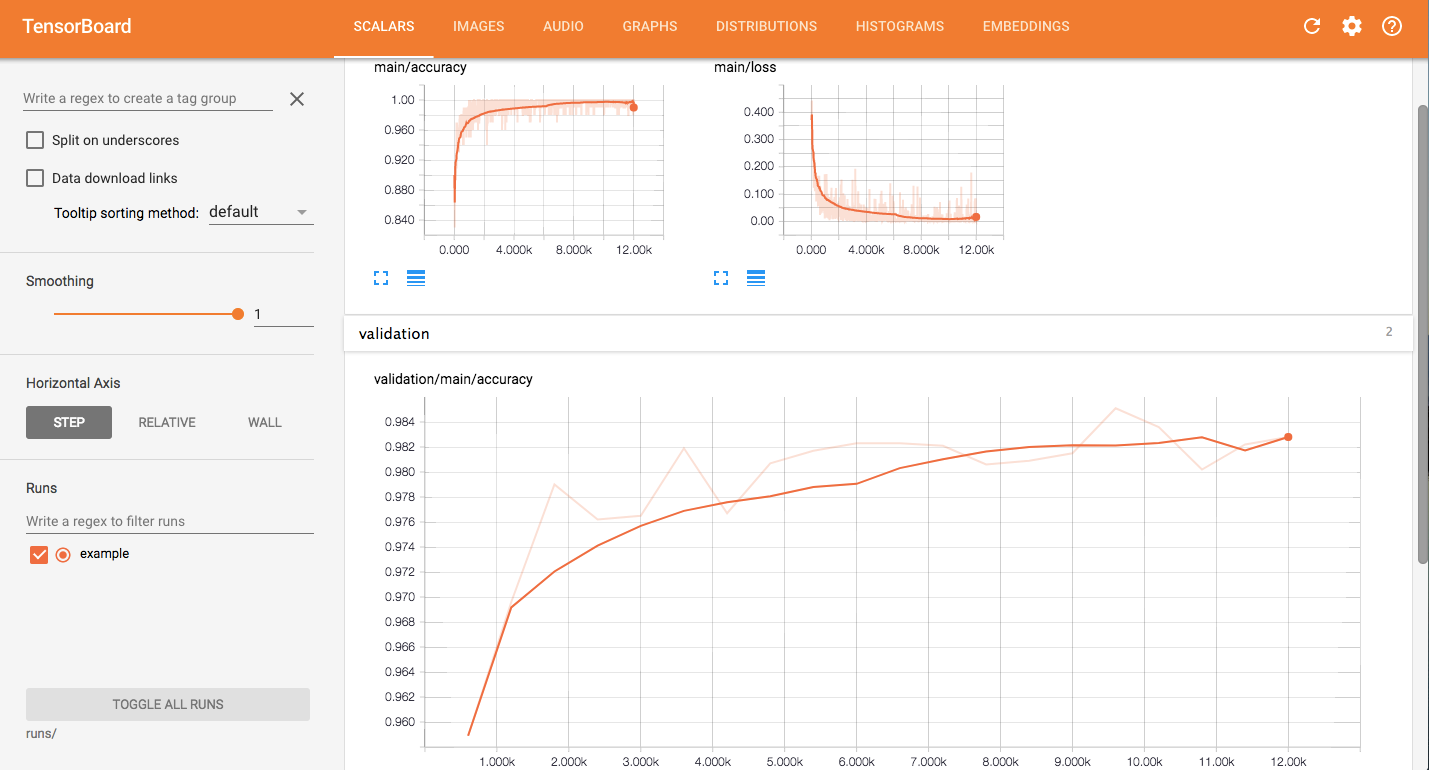 TensorBoard
SCALARS IMAGES AUDIO GRAPHS DISTRIBUTIONS HISTOGRAMS EMBEDDINGS
Write a regex to create a tag group
Split on underscores
Data download links
Tooltip sorting method: default
Smoothing
1
Horizontal Axis
STEP RELATIVE WALL
Runs
Write a regex to filter runs
example
TOGGLE ALL RUNS
runs/
main/accuracy
1.00
0.960
0.920
0.880
0.840
0.000 4.000k 8.000k 12.00k
main/loss
0.400
0.300
0.200
0.100
0.00
0.000 4.000k 8.000k 12.00k
validation 2
validation/main/accuracy
0.984
0.982
0.980
0.978
0.976
0.974
0.972
0.970
0.968
0.966
0.964
0.962
0.960
1.000k 2.000k 3.000k 4.000k 5.000k 6.000k 7.000k 8.000k 9.000k 10.00k 11.00k 12.00k